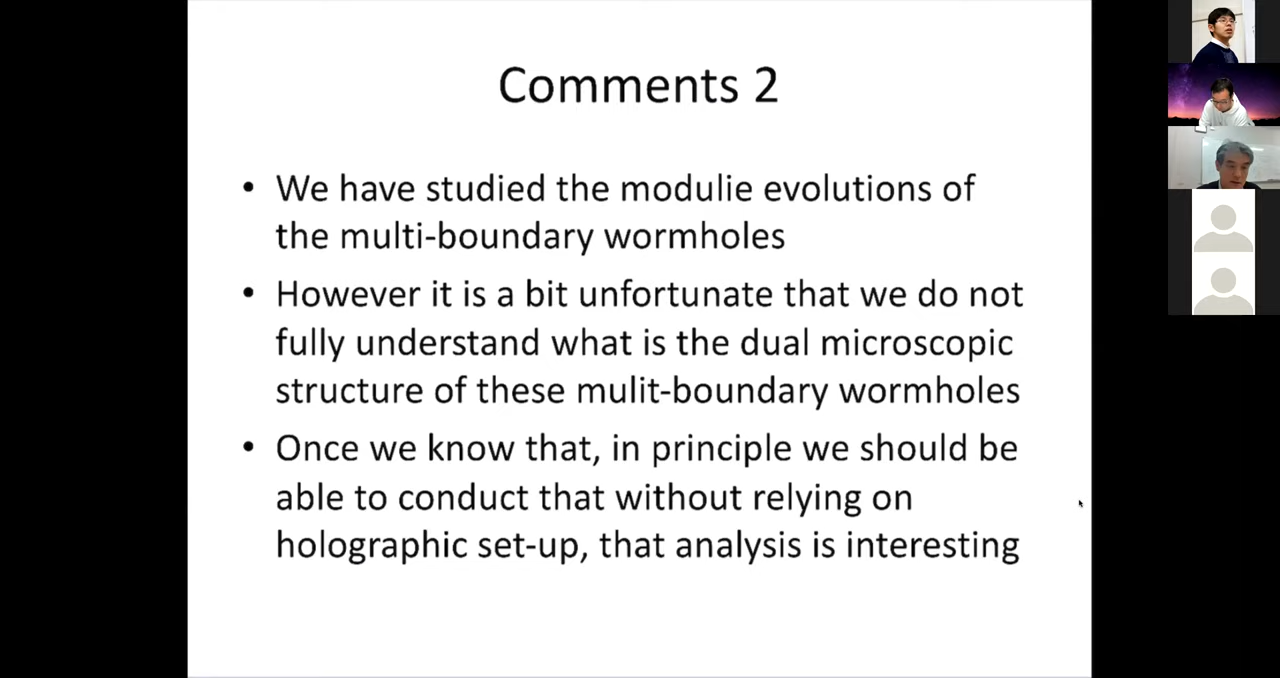 Comments 2
• We have studied the modulie evolutions of
the multi-boundary wormholes
• However it is a bit unfortunate that we do not
fully understand what is the dual microscopic
structure of these mulit-boundary wormholes
• Once we know that, in principle we should be
able to conduct that without relying on
holographic set-up, that analysis is interesting